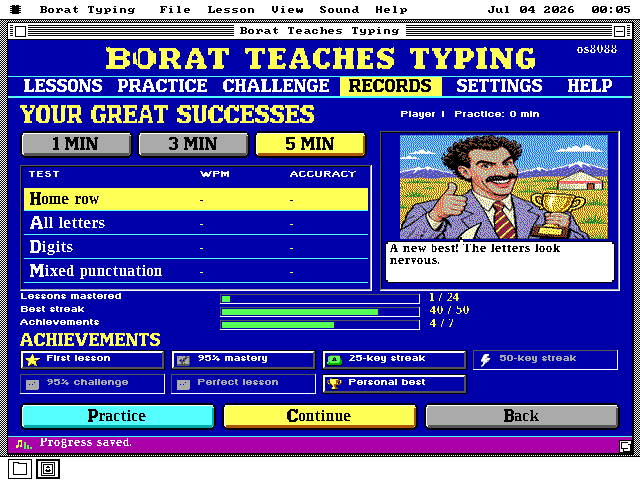 Borat Typing File Lesson View Sound Help Jul 04 2026 00:05
Borat Teaches Typing
BORAT TEACHES TYPING
os8088
LESSONS PRACTICE CHALLENGE RECORDS SETTINGS HELP
YOUR GREAT SUCCESSES
Player 1 Practice: 0 min
1 MIN 3 MIN 5 MIN
TEST WPM ACCURACY
Home row - -
All letters - -
Digits - -
Mixed punctuation - -
A new best! The letters look
nervous.
Lessons mastered 1 / 24
Best streak 40 / 50
Achievements 4 / 7
ACHIEVEMENTS
First lesson 95% mastery 25-key streak 50-key streak
95% challenge Perfect lesson Personal best
Practice Continue Back
Progress saved.